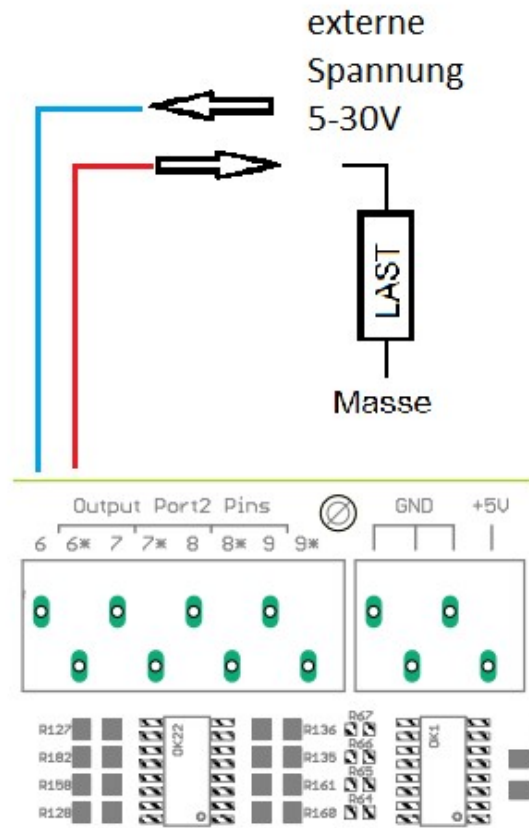 externe
Spannung
5-30V
LAST
Masse
Output Port2 Pins
GND +5V
6 6* 7 7* 8 8* 9 9*
R127
R182
R158
R128
OK22
R136
R135
R161
R160
R67
R66
R65
R64
OK1